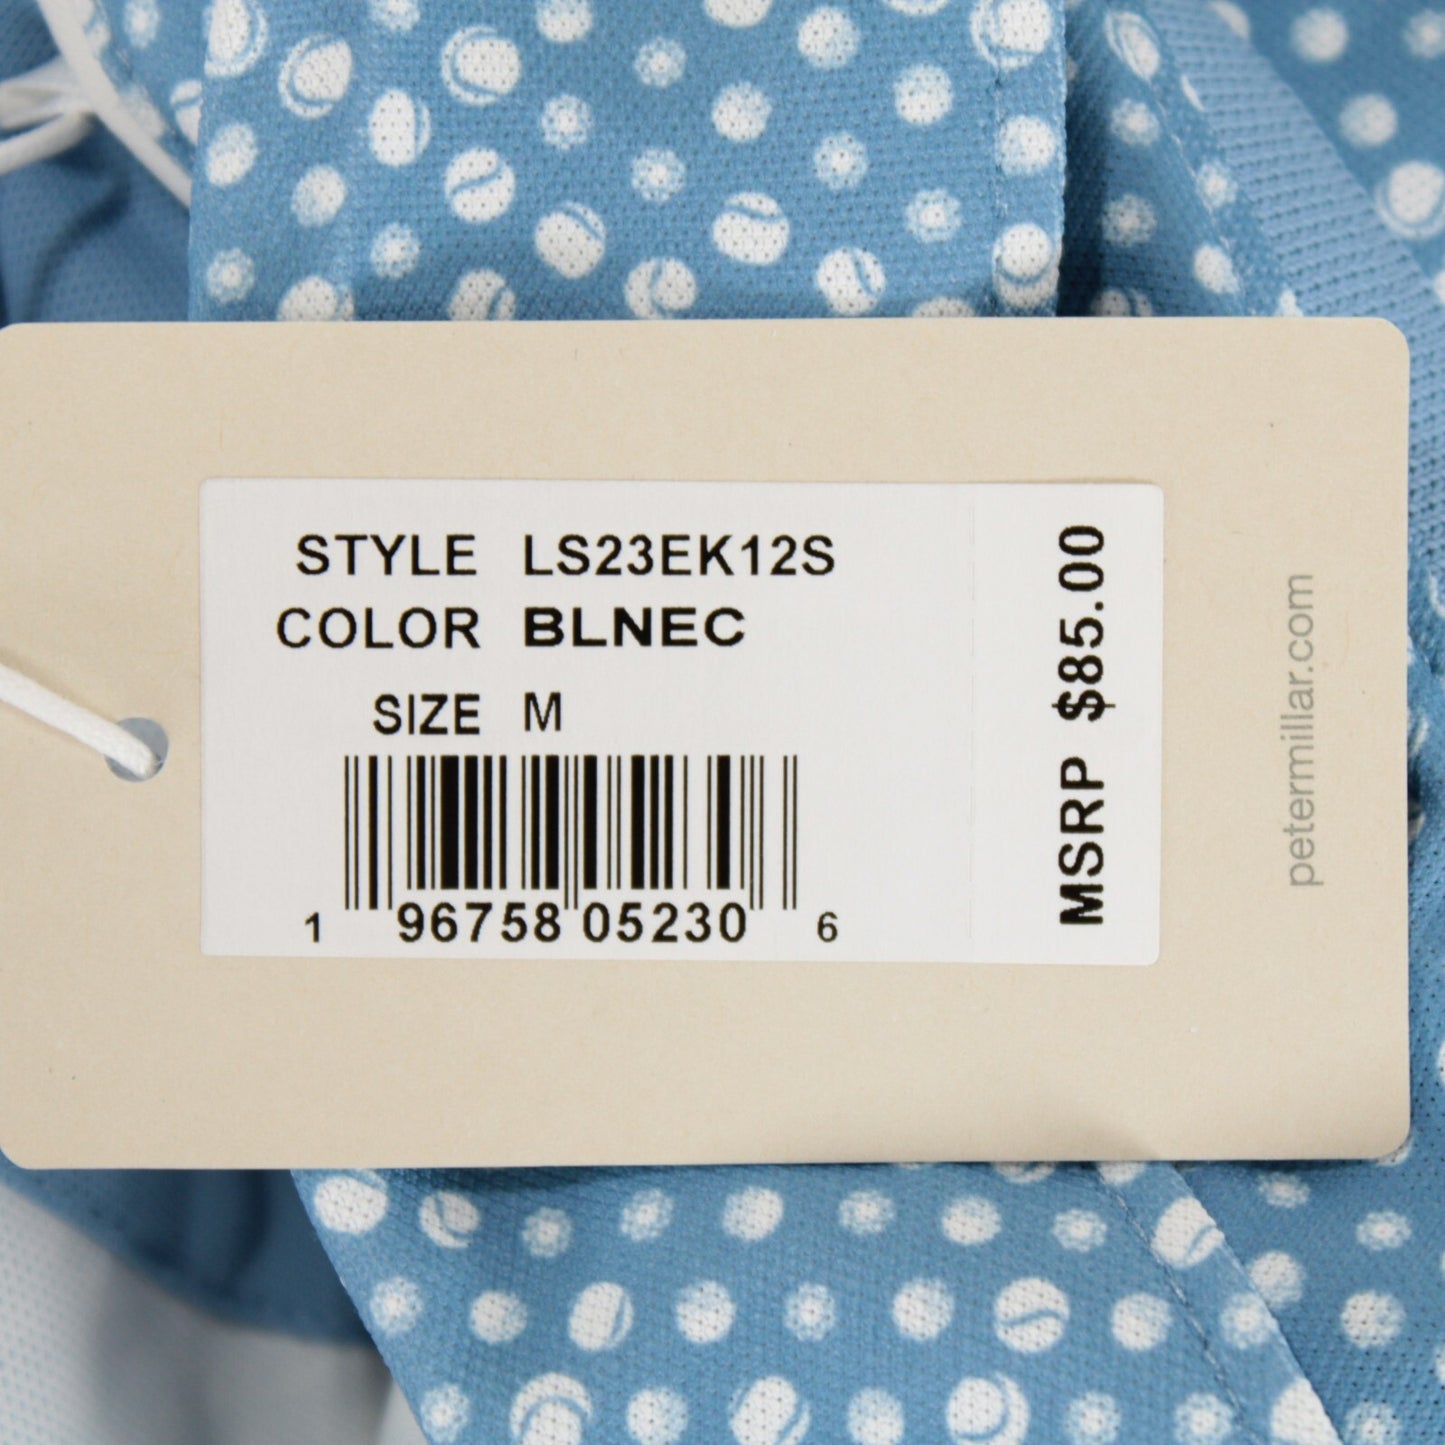 STYLE LS23EK12S
COLOR BLNEC
SIZE M
1 96758 05230 6
MSRP $85.00
petermillar.com